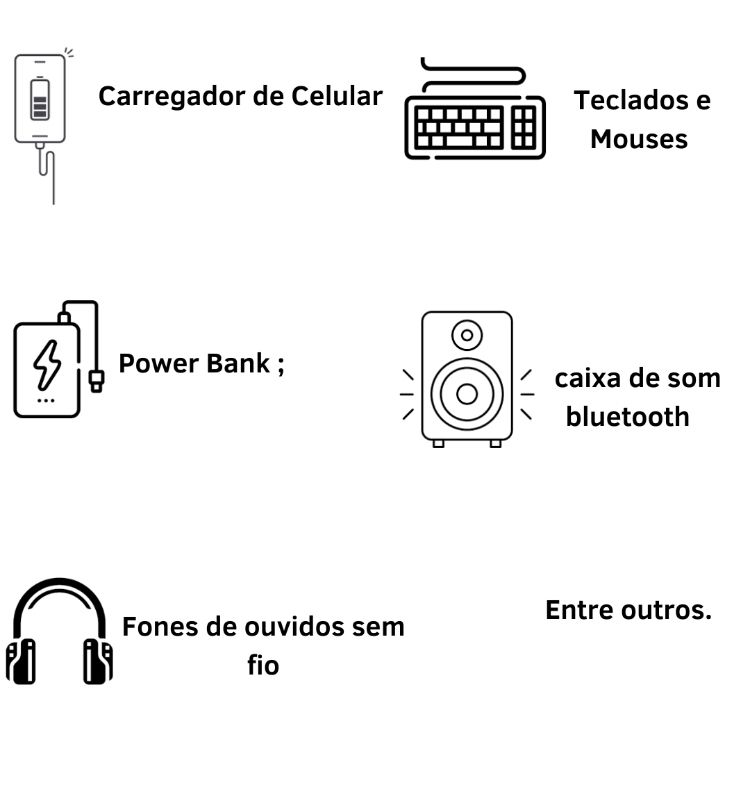 Carregador de Celular
Teclados e
Mouses
Power Bank ;
caixa de som
bluetooth
Fones de ouvidos sem
fio
Entre outros.